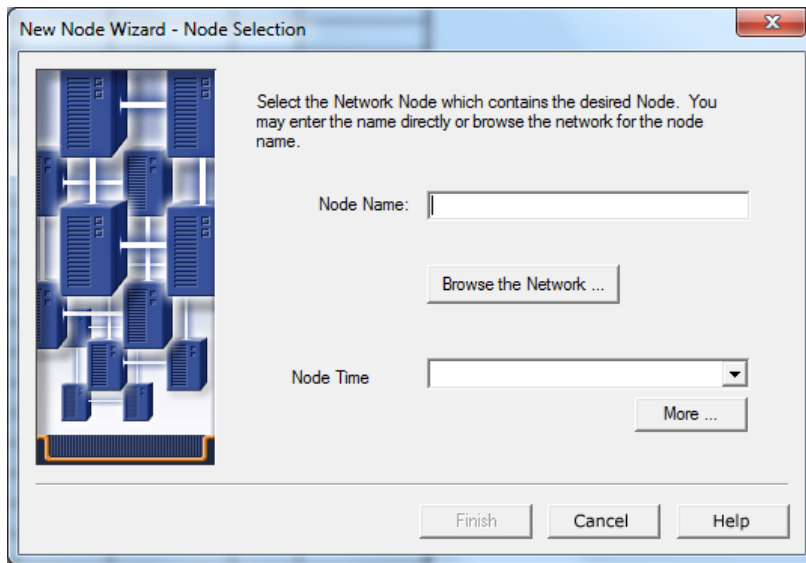 New Node Wizard - Node Selection
Select the Network Node which contains the desired Node. You
may enter the name directly or browse the network for the node
name.
Node Name:
Browse the Network ...
Node Time
More ...
Finish
Cancel
Help